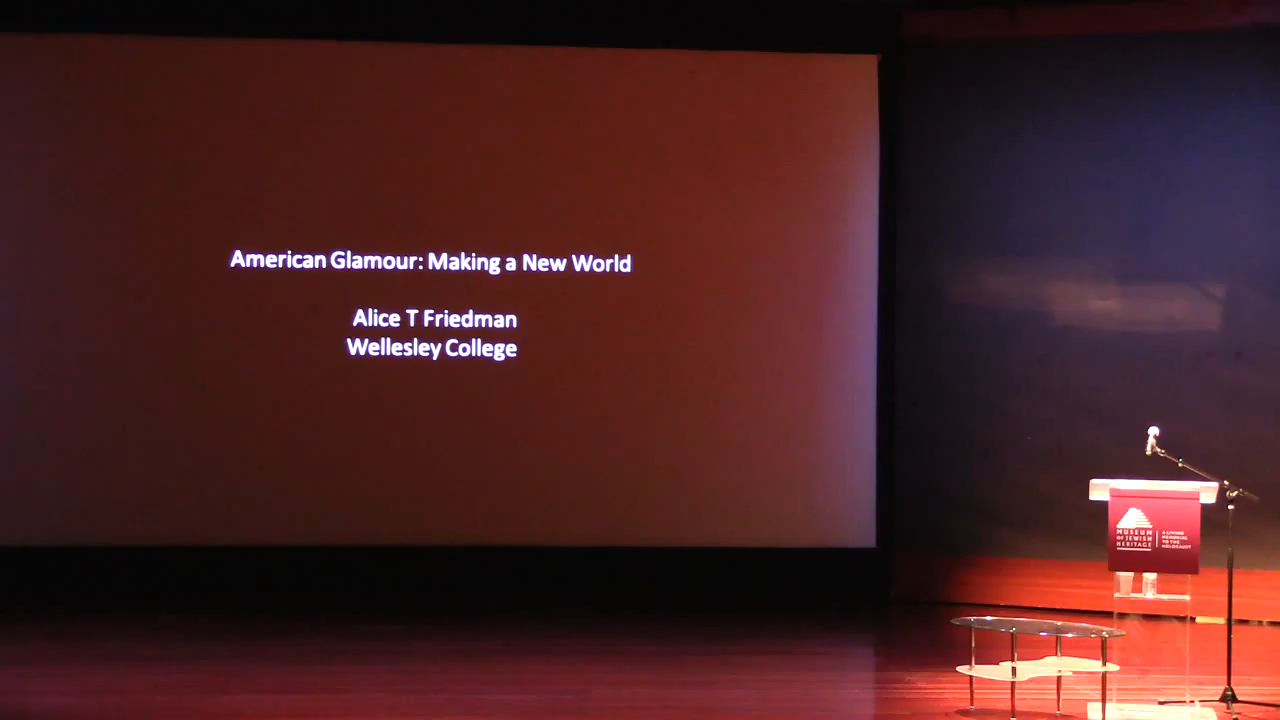 American Glamour: Making a New World
Alice T Friedman
Wellesley College
MUSEUM
OF JEWISH
HERITAGE
A LIVING
MEMORIAL
TO THE
HOLOCAUST